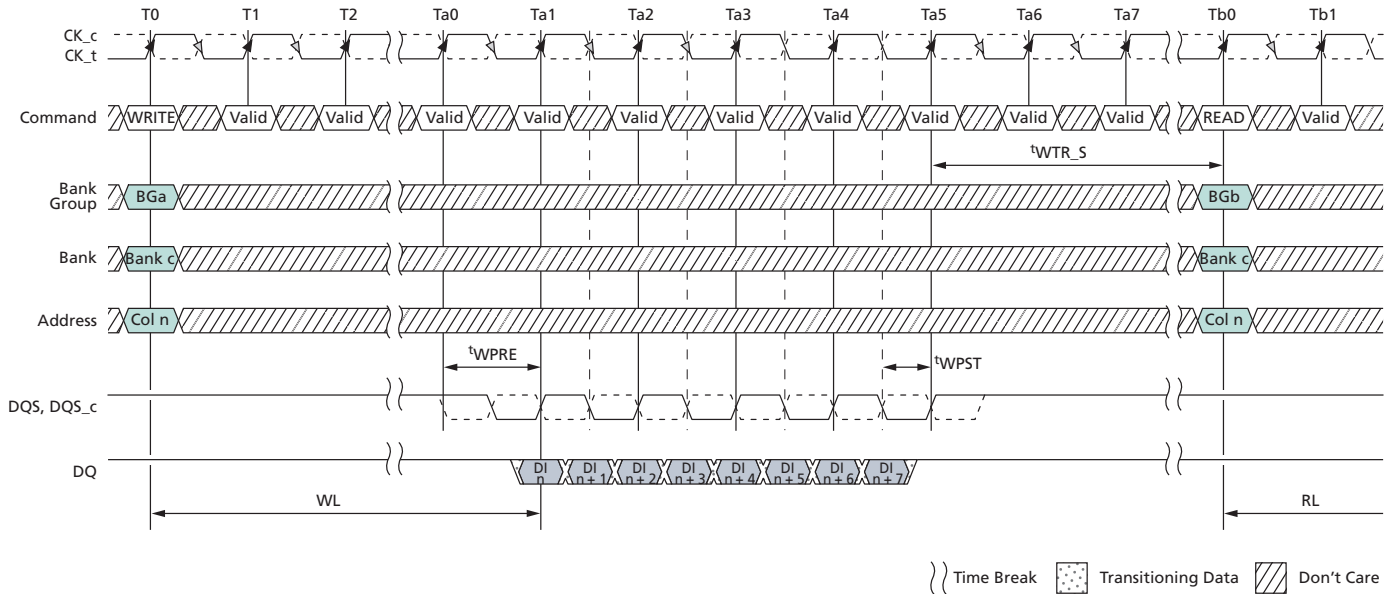 T0 T1 T2 Ta0 Ta1 Ta2 Ta3 Ta4 Ta5 Ta6 Ta7 Tb0 Tb1
CK_c
CK_t
Command WRITE Valid Valid Valid Valid Valid Valid Valid Valid Valid Valid READ Valid
tWTR_S
Bank
Group BGa BGb
Bank Bank c Bank c
Address Col n Col n
tWPRE tWPST
DQS, DQS_c
DQ DI n DI n + 1 DI n + 2 DI n + 3 DI n + 4 DI n + 5 DI n + 6 DI n + 7
WL RL
Time Break Transitioning Data Don't Care